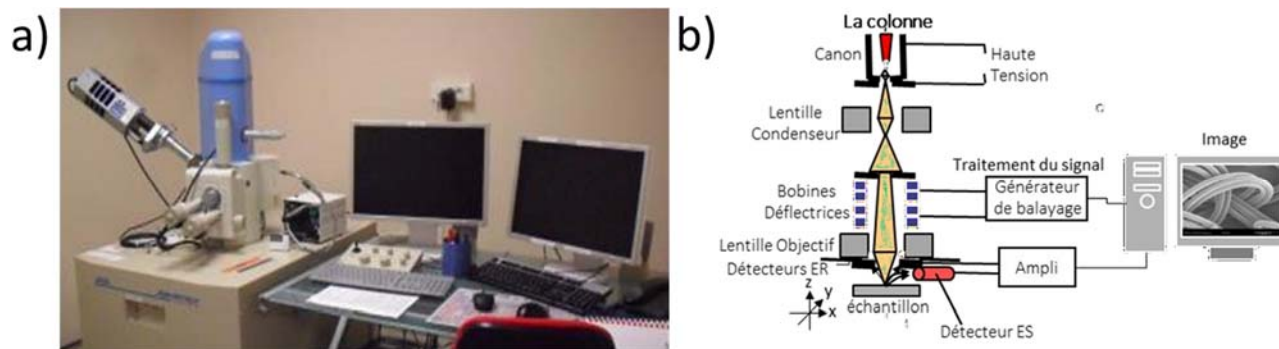 a)
b)
La colonne
Canon
Haute
Tension
Lentille
Condenseur
Image
Traitement du signal
Bobines
Déflectrices
Générateur
de balayage
Lentille Objectif
Détecteurs ER
Ampli
z
y
x
échantillon
Détecteur ES